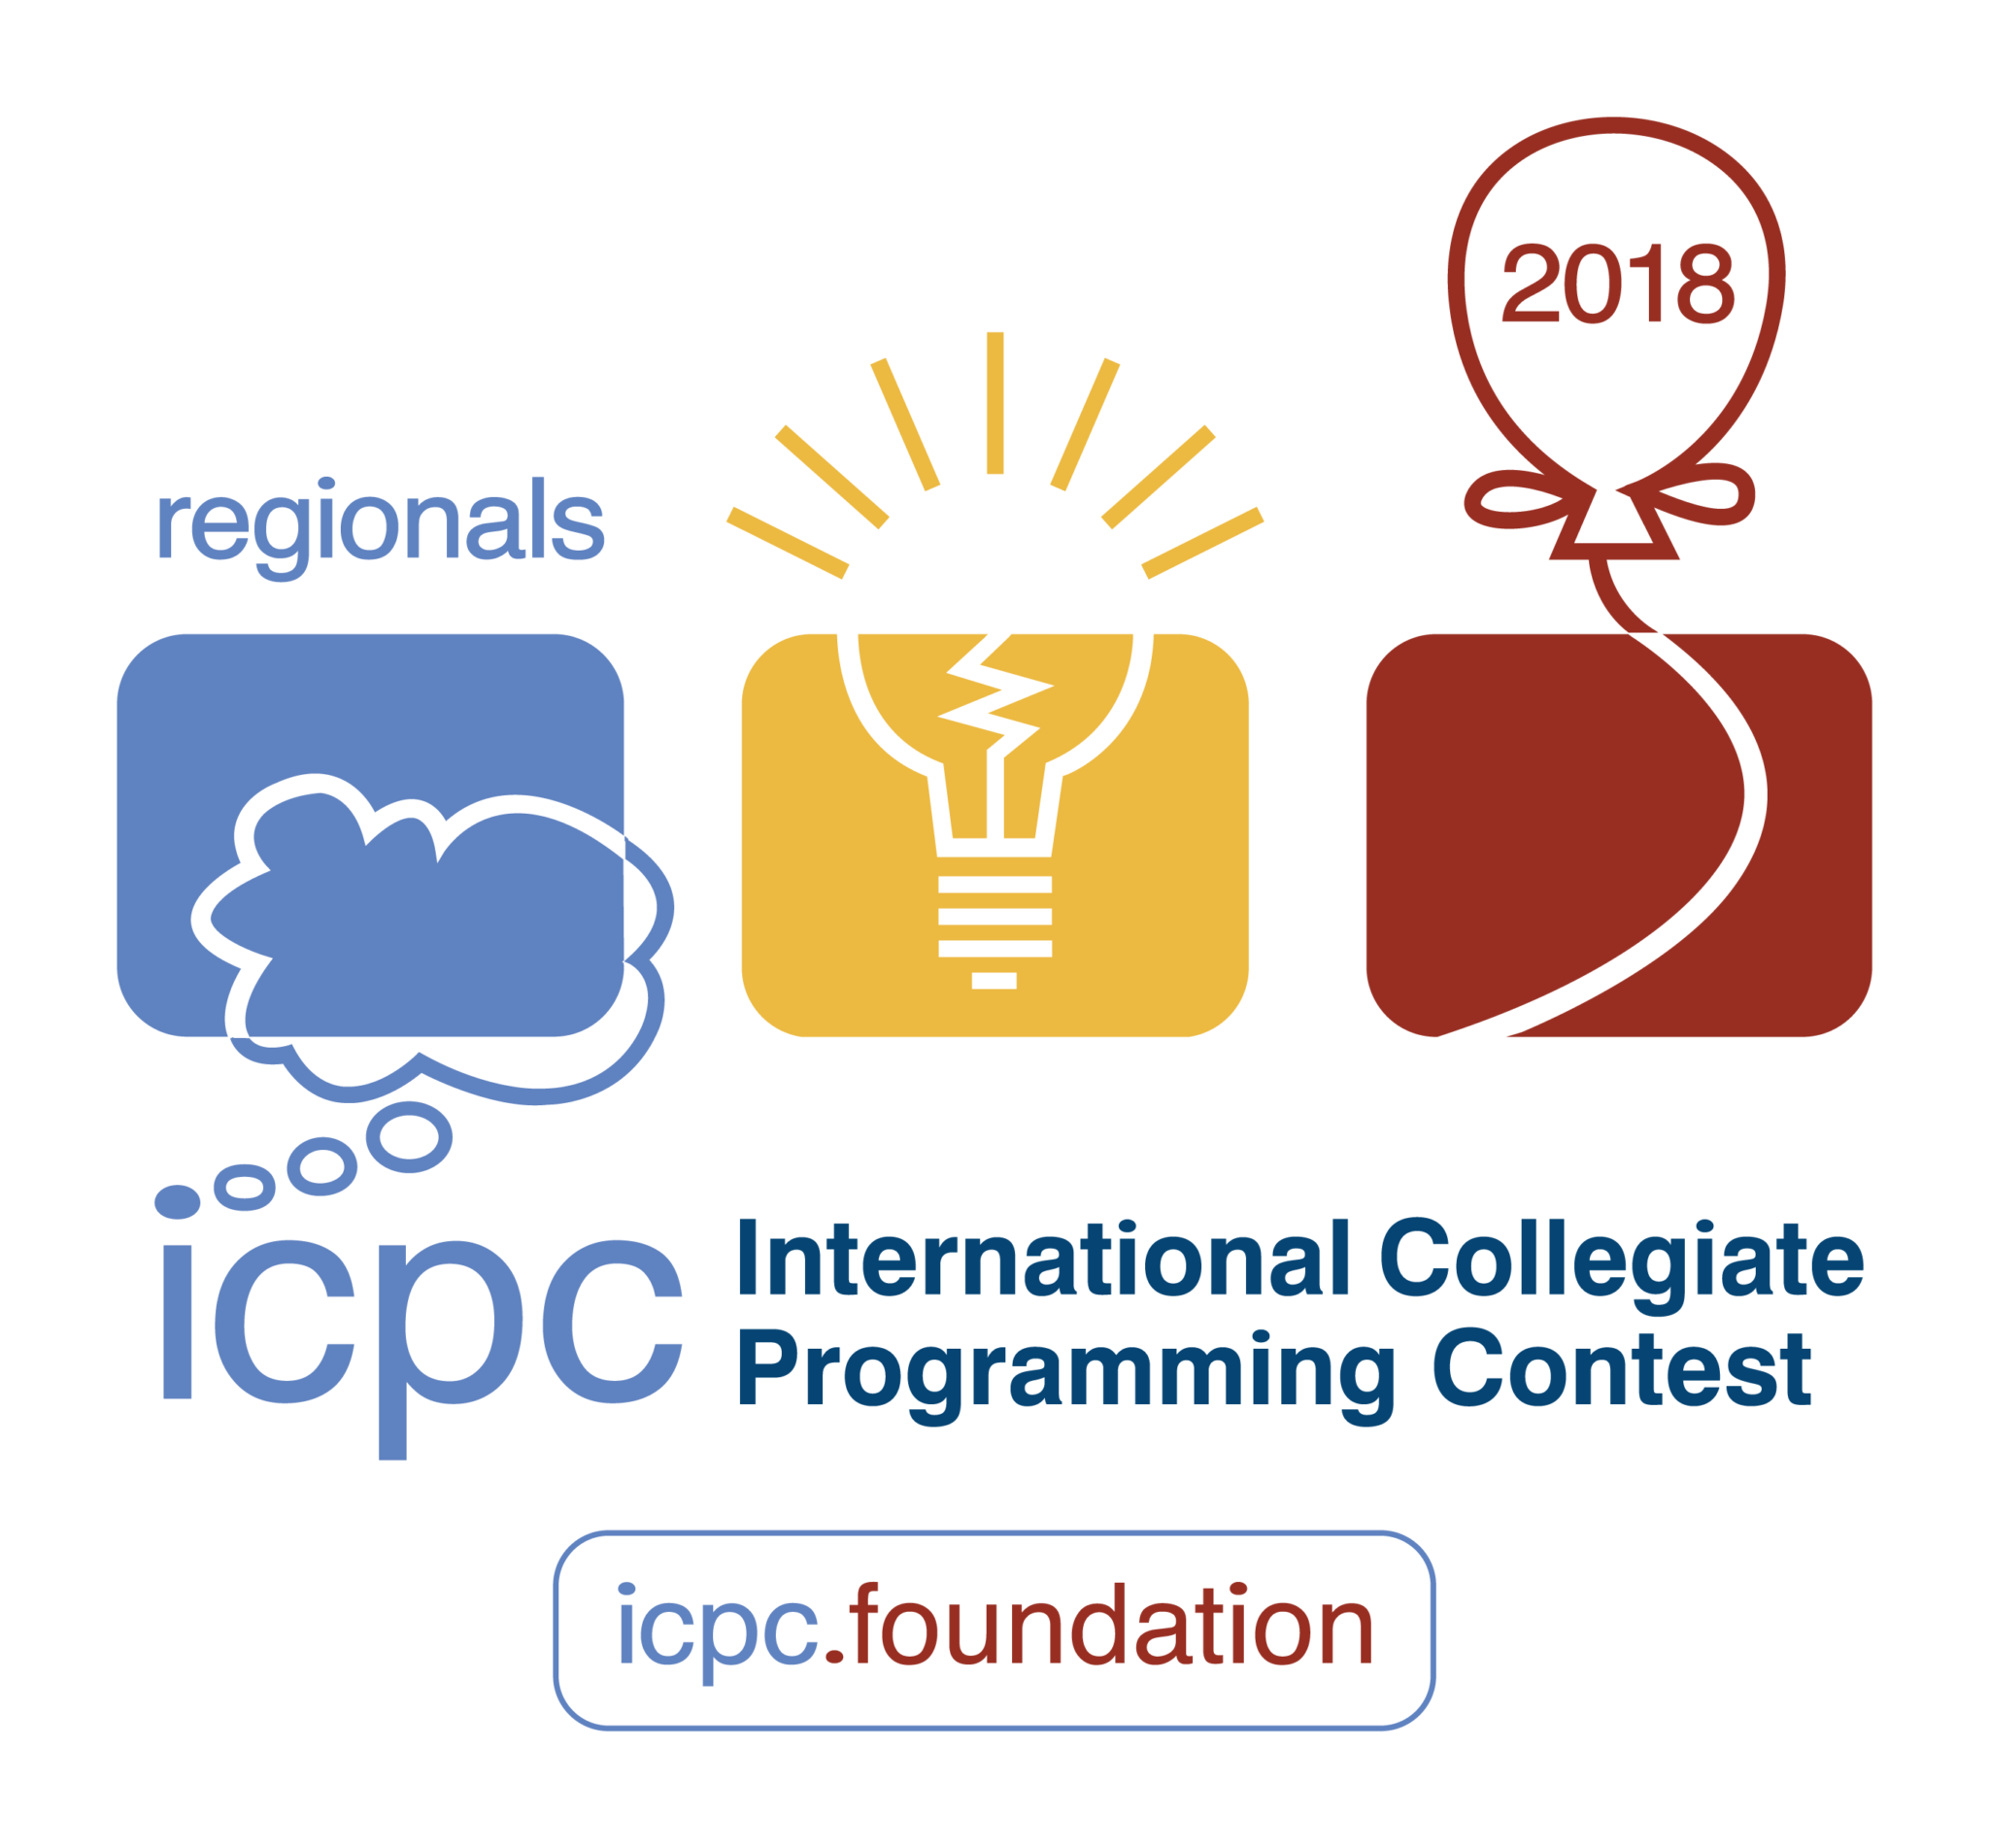 2018
regionals
icpc
International Collegiate
Programming Contest
icpc.foundation